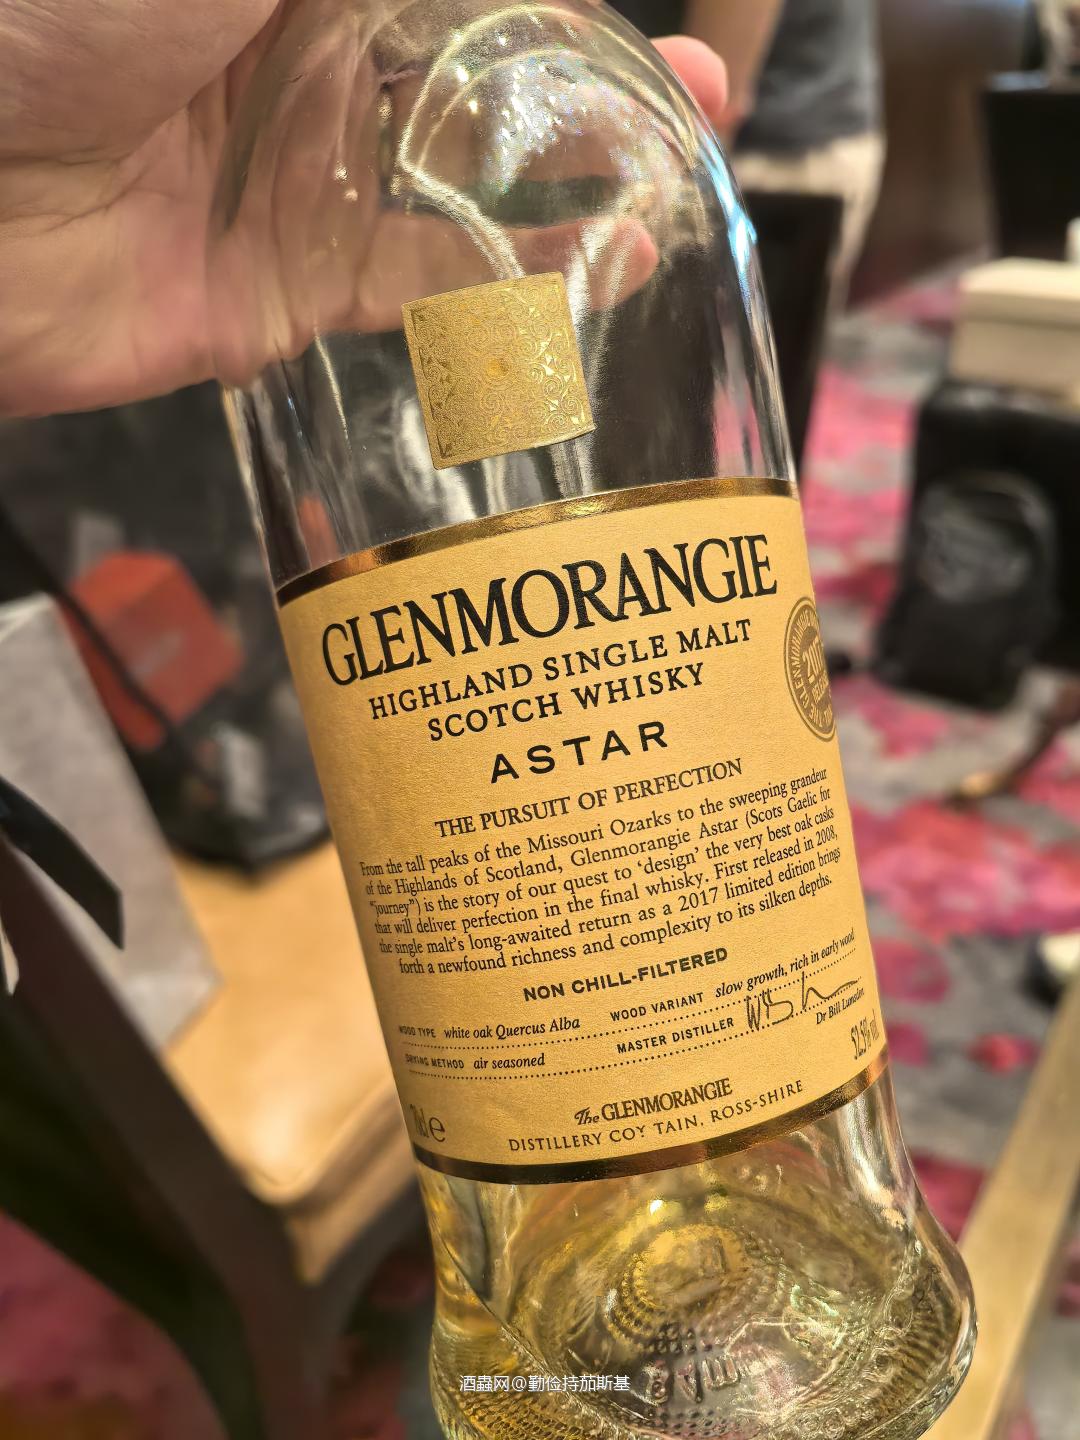 GLENMORANGIE
HIGHLAND SINGLE MALT
SCOTCH WHISKY
ASTAR
THE PURSUIT OF PERFECTION
From the tall peaks of the Missouri Ozarks to the sweeping grandeur
of the Highlands of Scotland, Glenmorangie Astar (Scots Gaelic for
"journey") is the story of our quest to 'design' the very best oak casks
that will deliver perfection in the final whisky. First released in 2008,
the single malt's long-awaited return as a 2017 limited edition brings
forth a newfound richness and complexity to its silken depths.
NON CHILL-FILTERED
WOOD TYPE white oak Quercus Alba WOOD VARIANT slow growth, rich in early wood
DRYING METHOD air seasoned MASTER DISTILLER
Dr Bill Lumsden
52.5% vol
70cl e
The GLENMORANGIE
DISTILLERY COY TAIN, ROSS-SHIRE
酒蟲网@勤俭持茄斯基